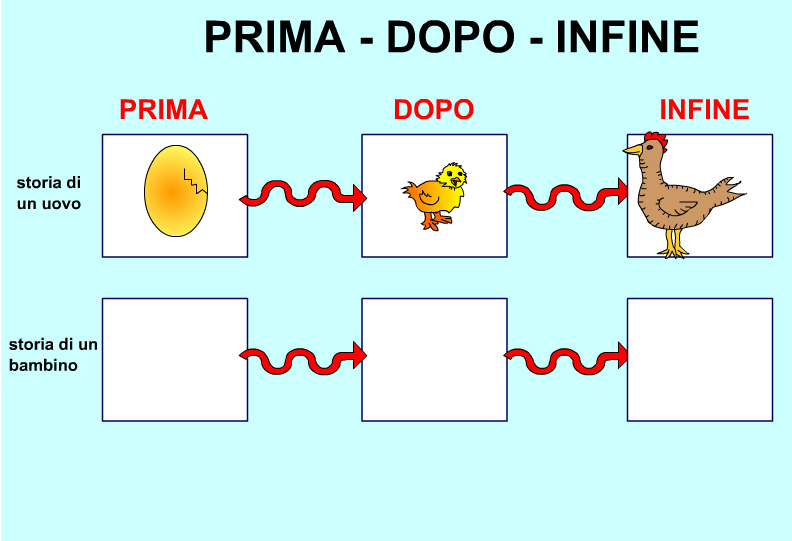 PRIMA - DOPO - INFINE
PRIMA
DOPO
INFINE
storia di
un uovo
storia di un
bambino